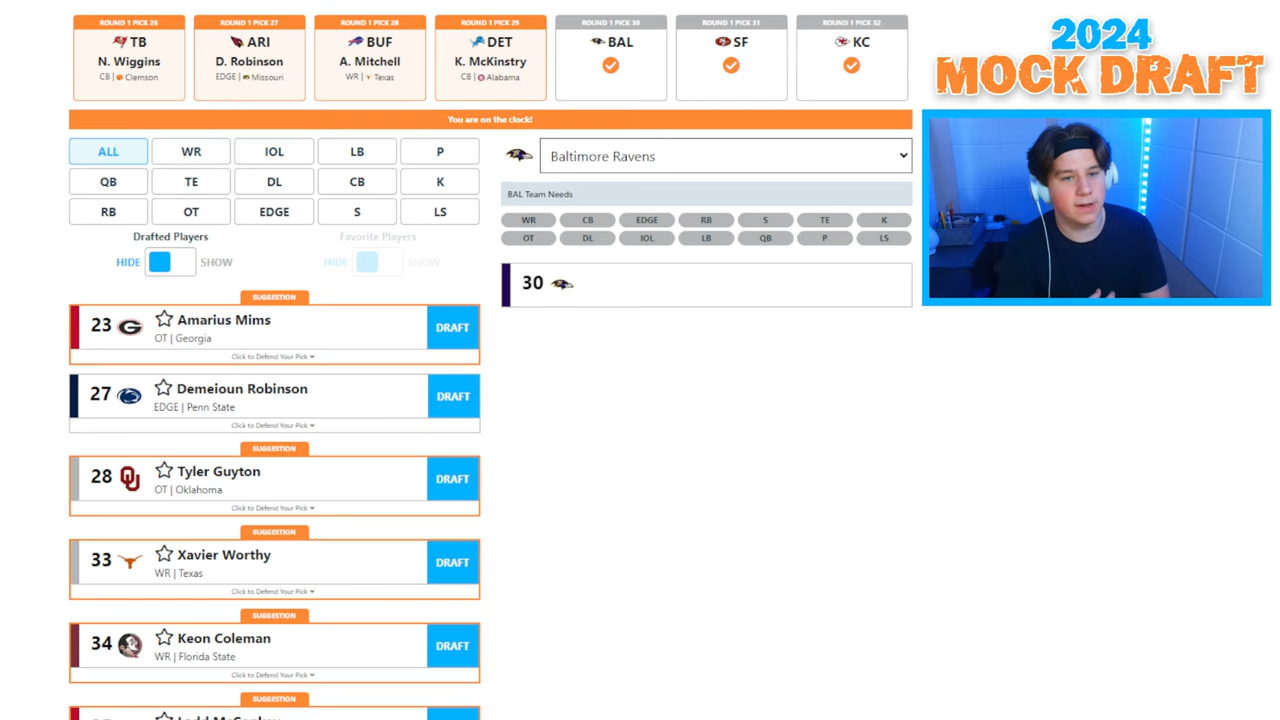 ROUND 1 PICK 26
TB
N. Wiggins
CB | Clemson
ROUND 1 PICK 27
ARI
D. Robinson
EDGE | Missouri
ROUND 1 PICK 28
BUF
A. Mitchell
WR | Texas
ROUND 1 PICK 29
DET
K. McKinstry
CB | Alabama
ROUND 1 PICK 30
BAL
ROUND 1 PICK 31
SF
ROUND 1 PICK 32
KC
2024
MOCK DRAFT
You are on the clock!
ALL WR IOL LB P
QB TE DL CB K
RB OT EDGE S LS
Drafted Players
HIDE SHOW
Favorite Players
HIDE SHOW
Baltimore Ravens
BAL Team Needs
WR CB EDGE RB S TE K
OT DL IOL LB QB P LS
30
SUGGESTION
23 Amarius Mims
OT | Georgia
DRAFT
Click to Defend Your Pick
27 Demeioun Robinson
EDGE | Penn State
DRAFT
Click to Defend Your Pick
SUGGESTION
28 Tyler Guyton
OT | Oklahoma
DRAFT
Click to Defend Your Pick
SUGGESTION
33 Xavier Worthy
WR | Texas
DRAFT
Click to Defend Your Pick
SUGGESTION
34 Keon Coleman
WR | Florida State
DRAFT
Click to Defend Your Pick
SUGGESTION